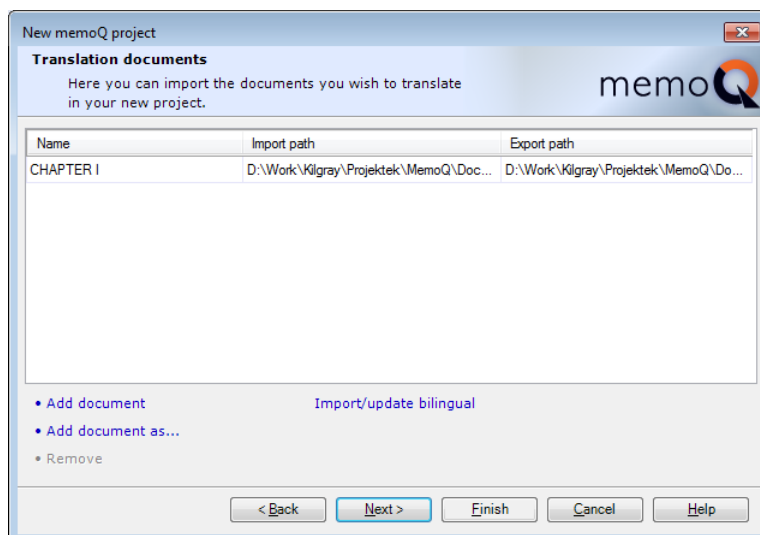 New memoQ project
Translation documents
Here you can import the documents you wish to translate
in your new project.
memoQ
Name Import path Export path
CHAPTER I D:\Work\Kilgray\Projektek\MemoQ\Doc... D:\Work\Kilgray\Projektek\MemoQ\Do...
• Add document Import/update bilingual
• Add document as...
• Remove
< Back Next > Finish Cancel Help